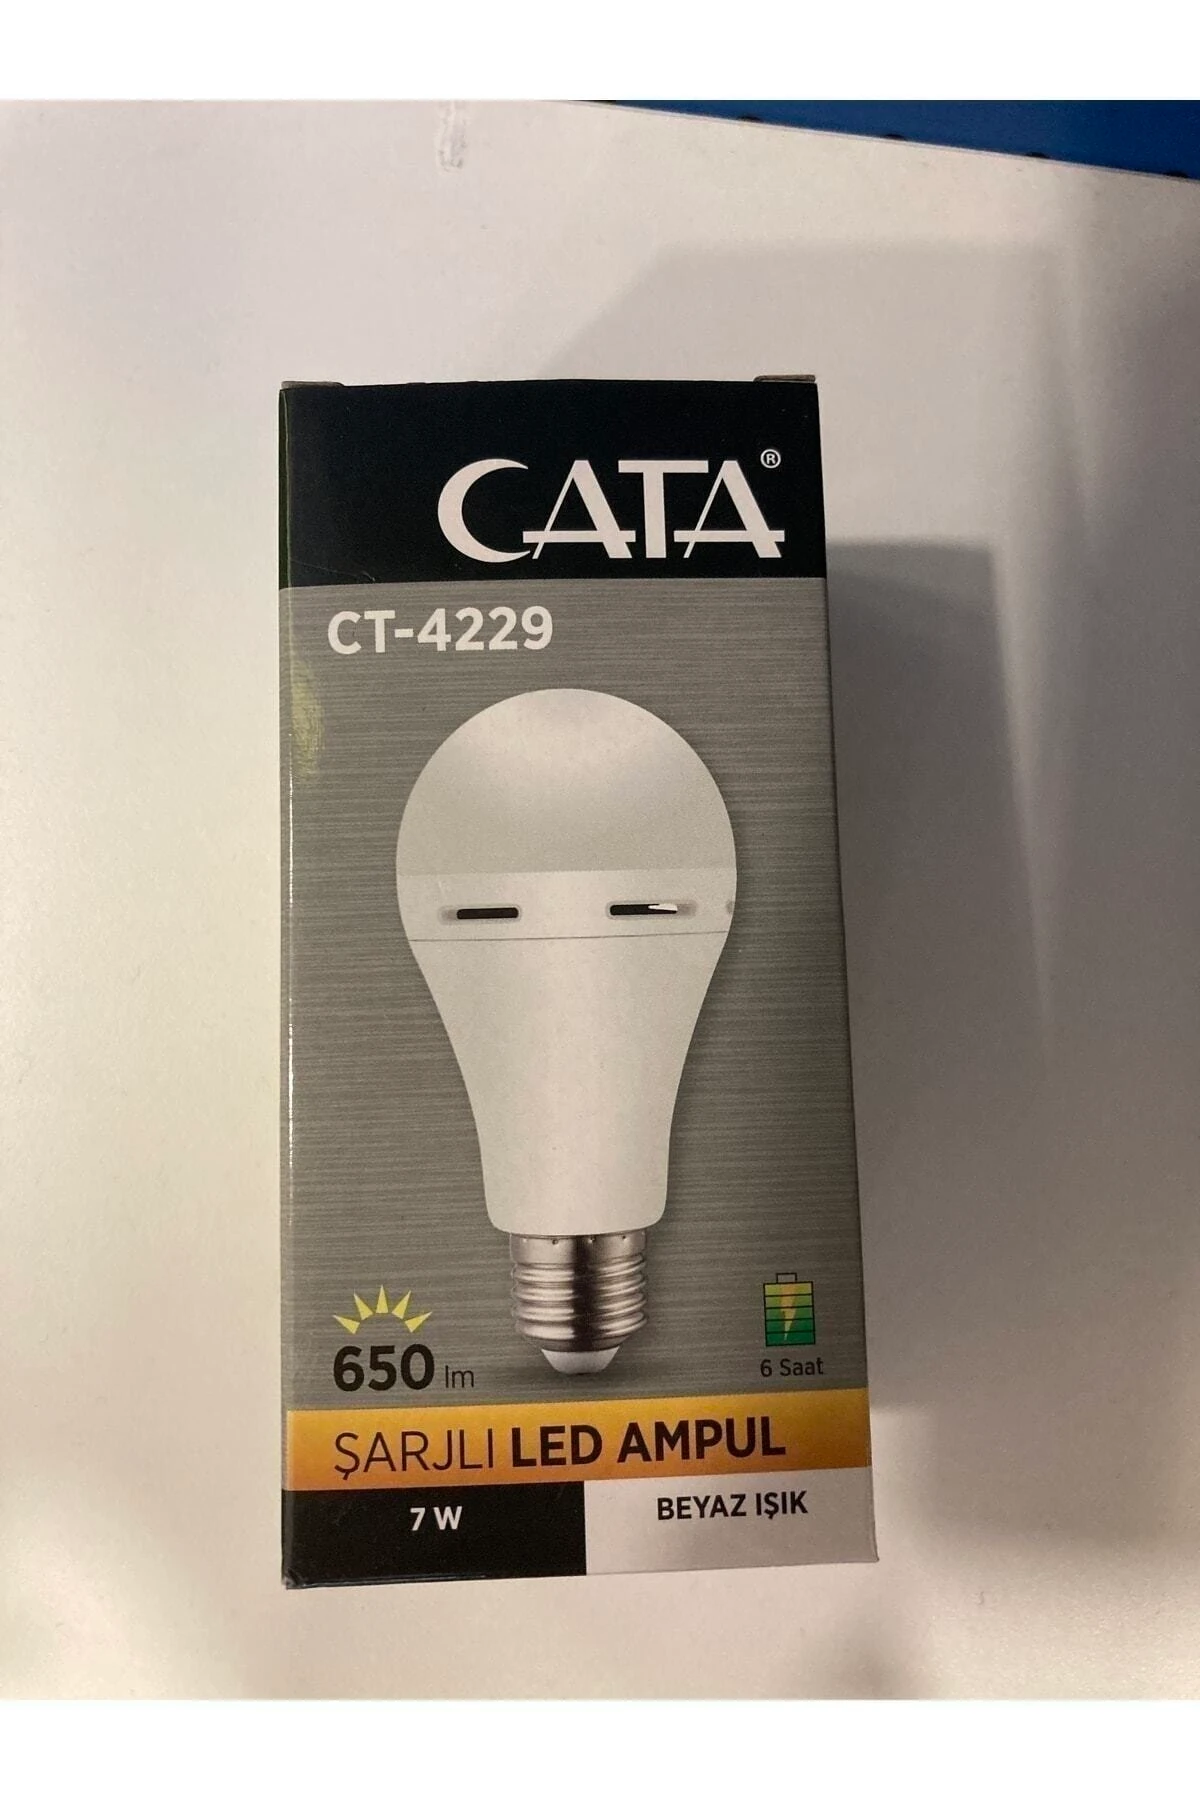 CATA®
CT-4229
650 lm
6 Saat
ŞARJLI LED AMPUL
7 W
BEYAZ IŞIK